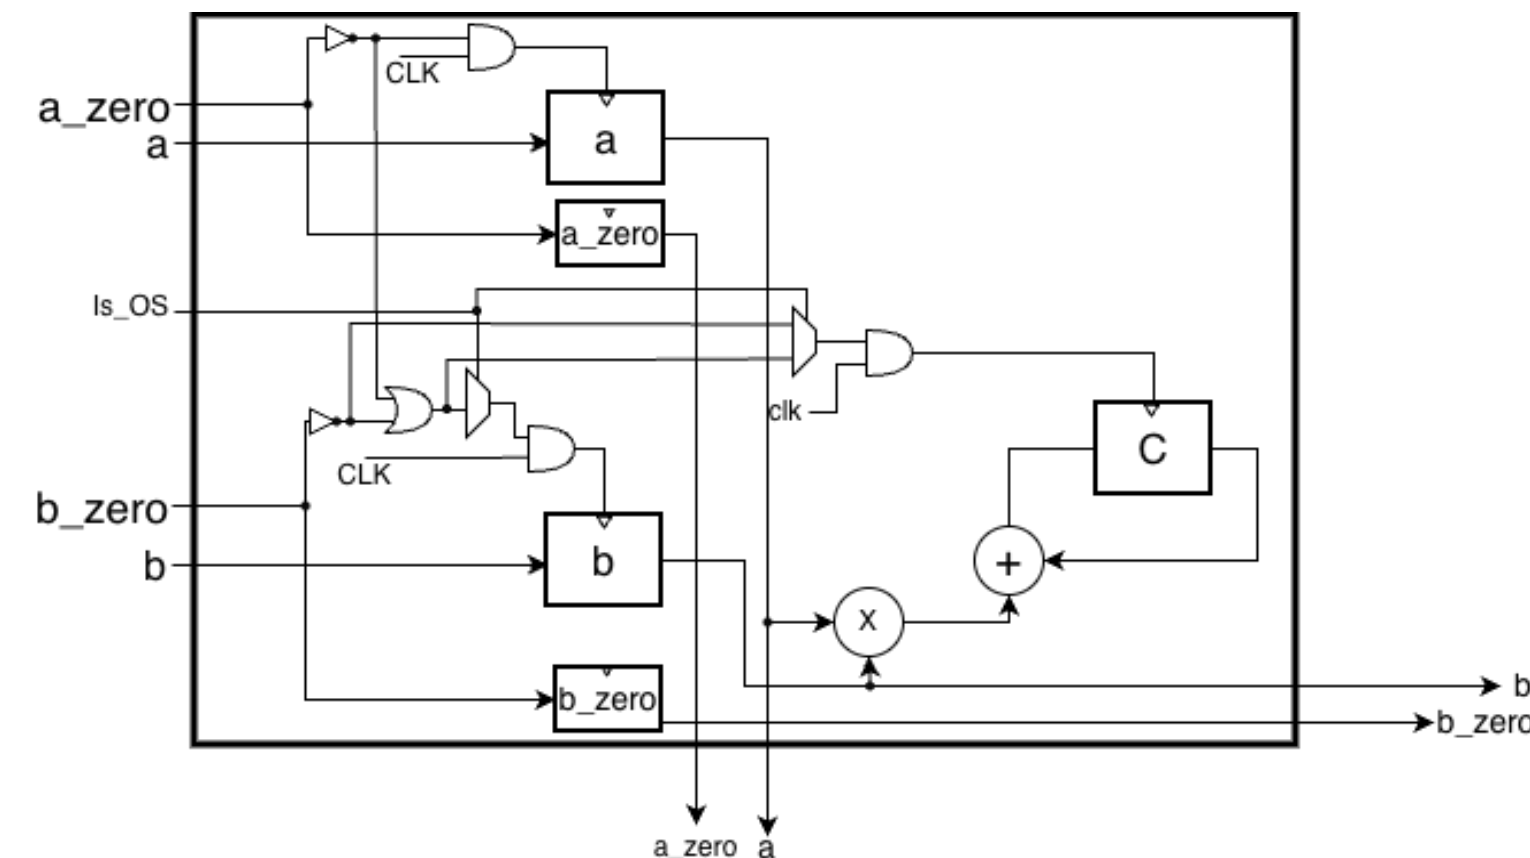 CLK
a_zero
a
a
a_zero
Is_OS
clk
CLK
C
b_zero
b
b
+
X
b_zero
b
b_zero
a_zero
a